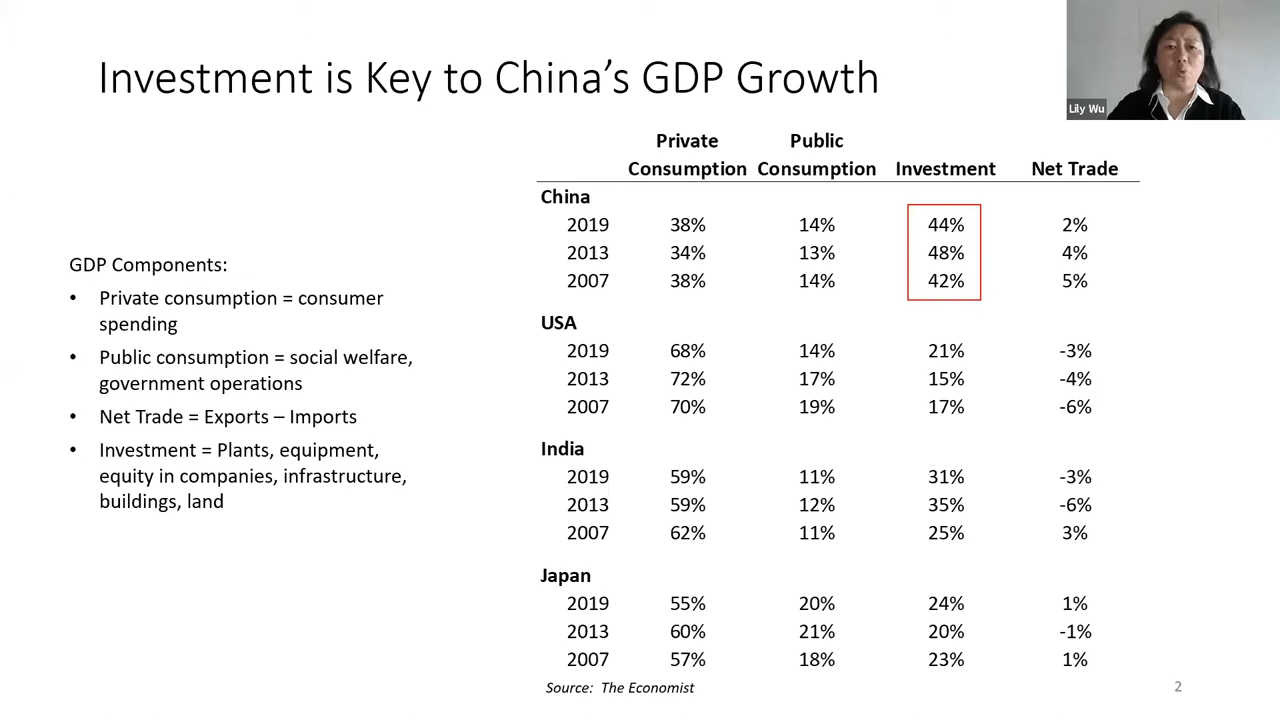 Investment is Key to China's GDP Growth
Lily Wu
GDP Components:
• Private consumption = consumer
spending
• Public consumption = social welfare,
government operations
• Net Trade = Exports – Imports
• Investment = Plants, equipment,
equity in companies, infrastructure,
buildings, land
Private Public
Consumption Consumption Investment Net Trade
China
2019 38% 14% 44% 2%
2013 34% 13% 48% 4%
2007 38% 14% 42% 5%
USA
2019 68% 14% 21% -3%
2013 72% 17% 15% -4%
2007 70% 19% 17% -6%
India
2019 59% 11% 31% -3%
2013 59% 12% 35% -6%
2007 62% 11% 25% 3%
Japan
2019 55% 20% 24% 1%
2013 60% 21% 20% -1%
2007 57% 18% 23% 1%
Source: The Economist
2